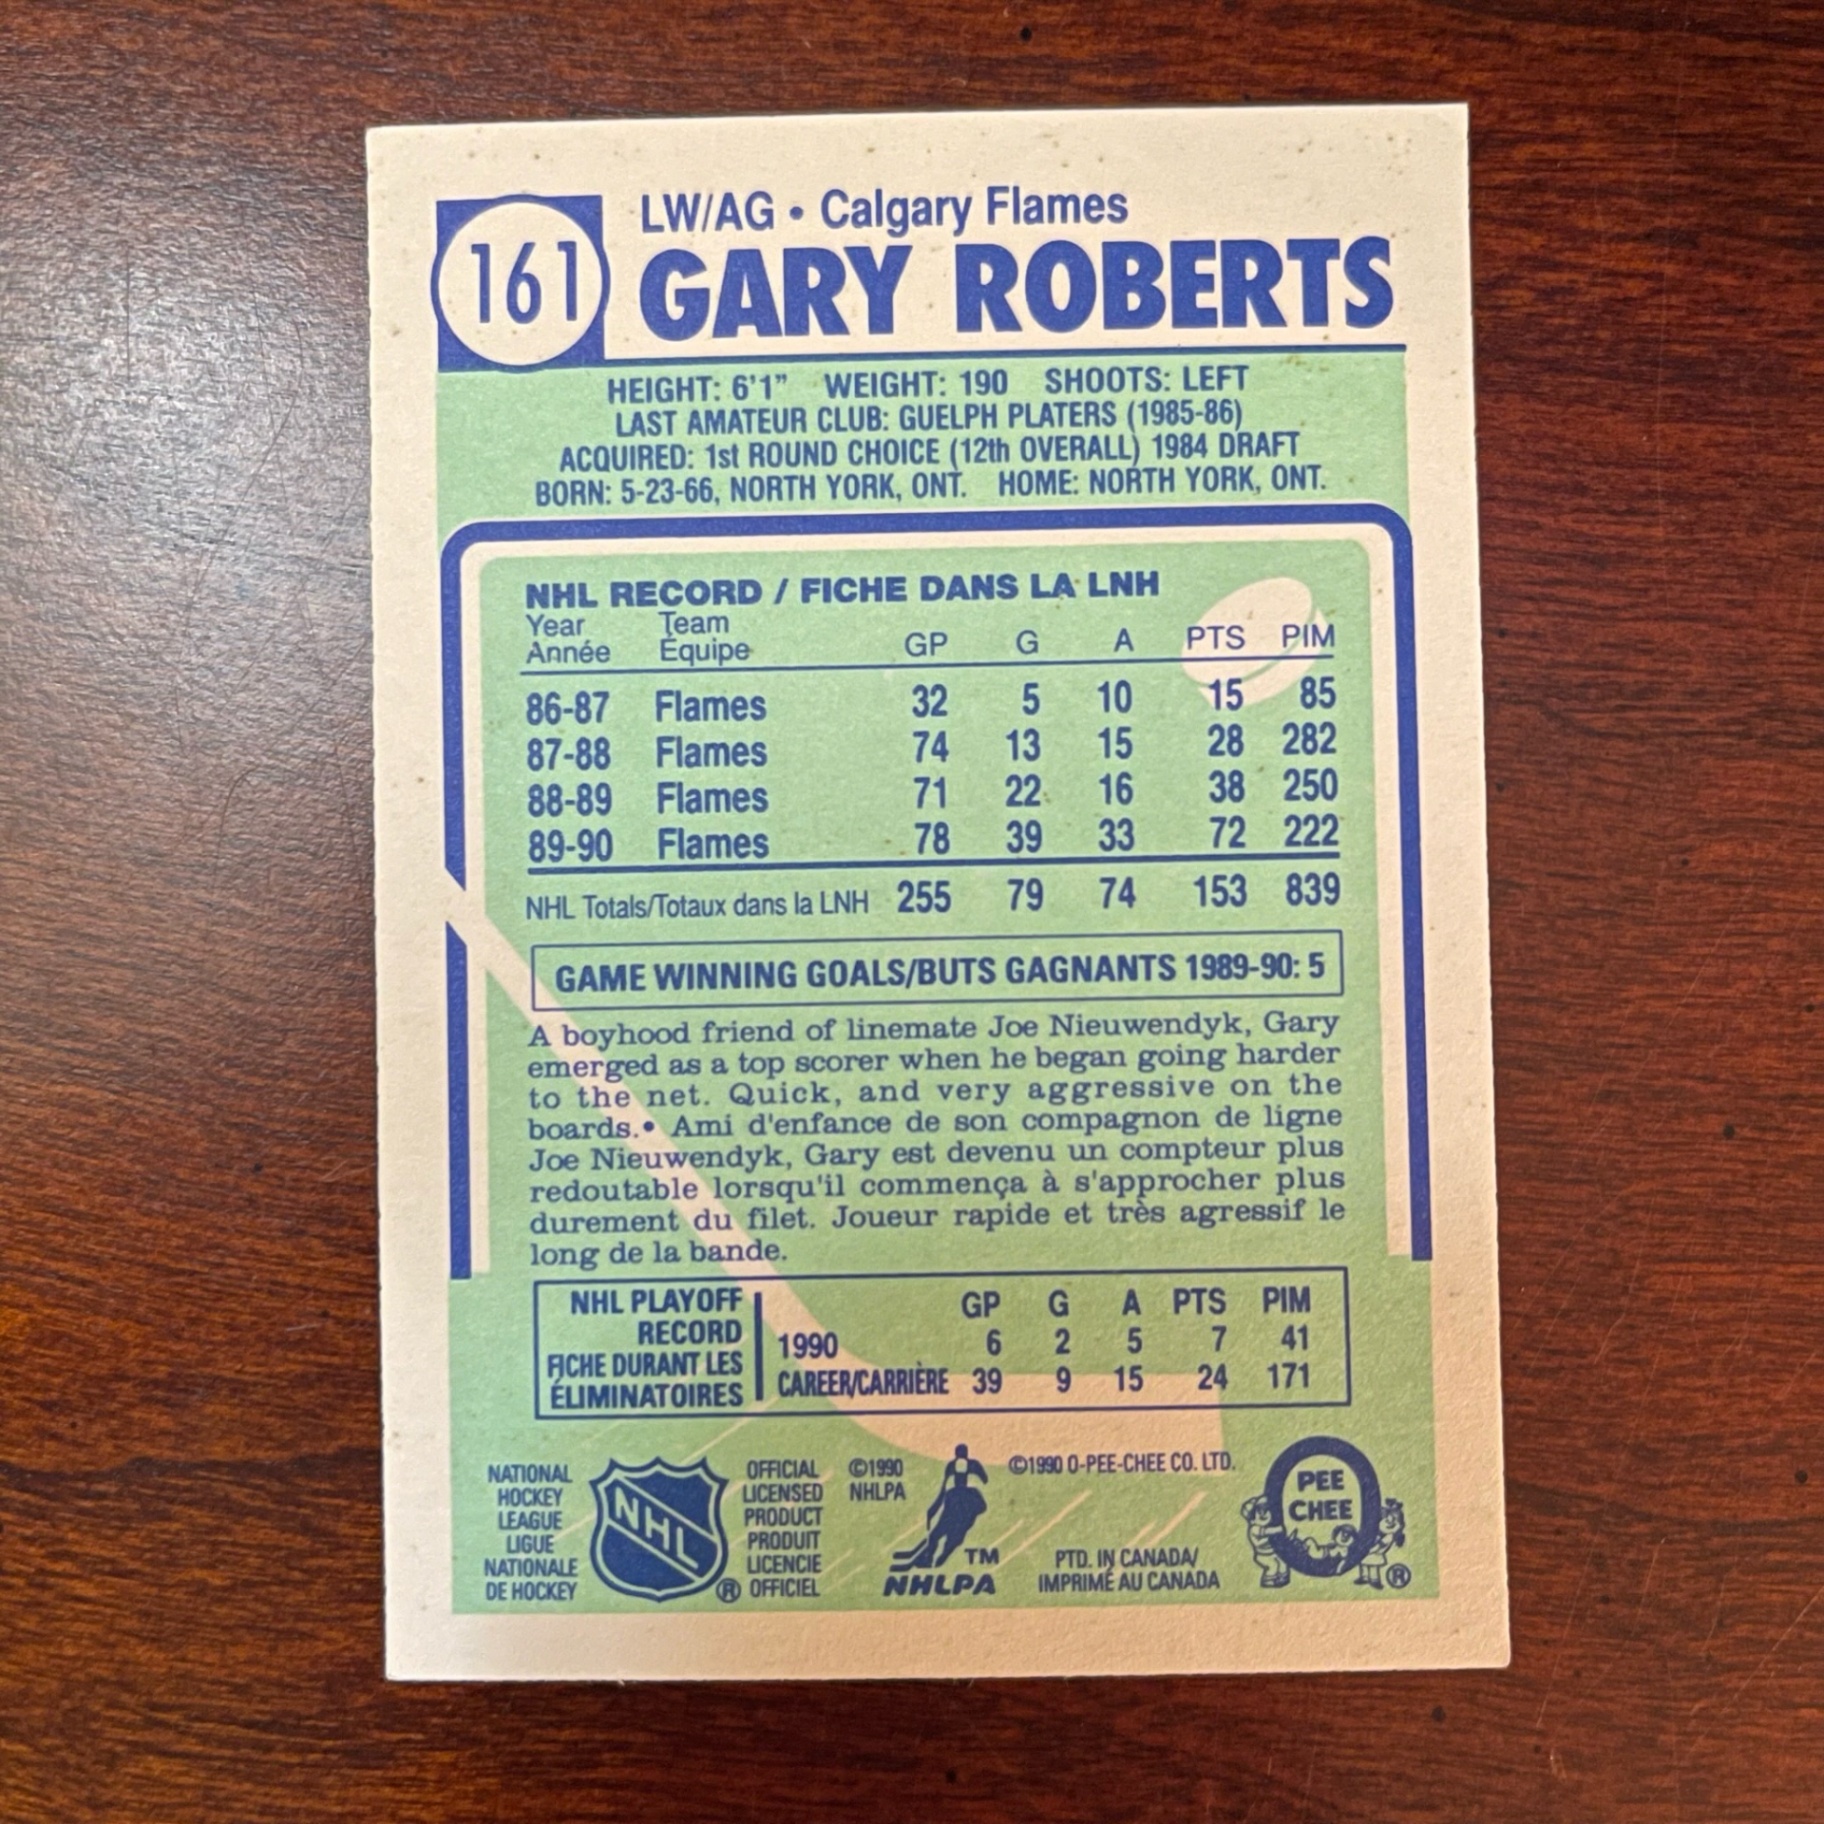 161
LW/AG • Calgary Flames
GARY ROBERTS
HEIGHT: 6'1" WEIGHT: 190 SHOOTS: LEFT
LAST AMATEUR CLUB: GUELPH PLATERS (1985-86)
ACQUIRED: 1st ROUND CHOICE (12th OVERALL) 1984 DRAFT
BORN: 5-23-66, NORTH YORK, ONT. HOME: NORTH YORK, ONT.
NHL RECORD / FICHE DANS LA LNH
Year Team
Année Équipe GP G A PTS PIM
86-87 Flames 32 5 10 15 85
87-88 Flames 74 13 15 28 282
88-89 Flames 71 22 16 38 250
89-90 Flames 78 39 33 72 222
NHL Totals/Totaux dans la LNH 255 79 74 153 839
GAME WINNING GOALS/BUTS GAGNANTS 1989-90: 5
A boyhood friend of linemate Joe Nieuwendyk, Gary
emerged as a top scorer when he began going harder
to the net. Quick, and very aggressive on the
boards.• Ami d'enfance de son compagnon de ligne
Joe Nieuwendyk, Gary est devenu un compteur plus
redoutable lorsqu'il commença à s'approcher plus
durement du filet. Joueur rapide et très agressif le
long de la bande.
NHL PLAYOFF
RECORD
FICHE DURANT LES
ÉLIMINATOIRES
GP G A PTS PIM
1990 6 2 5 7 41
CAREER/CARRIÈRE 39 9 15 24 171
NATIONAL
HOCKEY
LEAGUE
LIGUE
NATIONALE
DE HOCKEY
NHL
®
OFFICIAL
LICENSED
PRODUCT
PRODUIT
LICENCIE
OFFICIEL
©1990
NHLPA
TM
NHLPA
©1990 O-PEE-CHEE CO. LTD.
PTD. IN CANADA/
IMPRIMÉ AU CANADA
O
PEE
CHEE
®